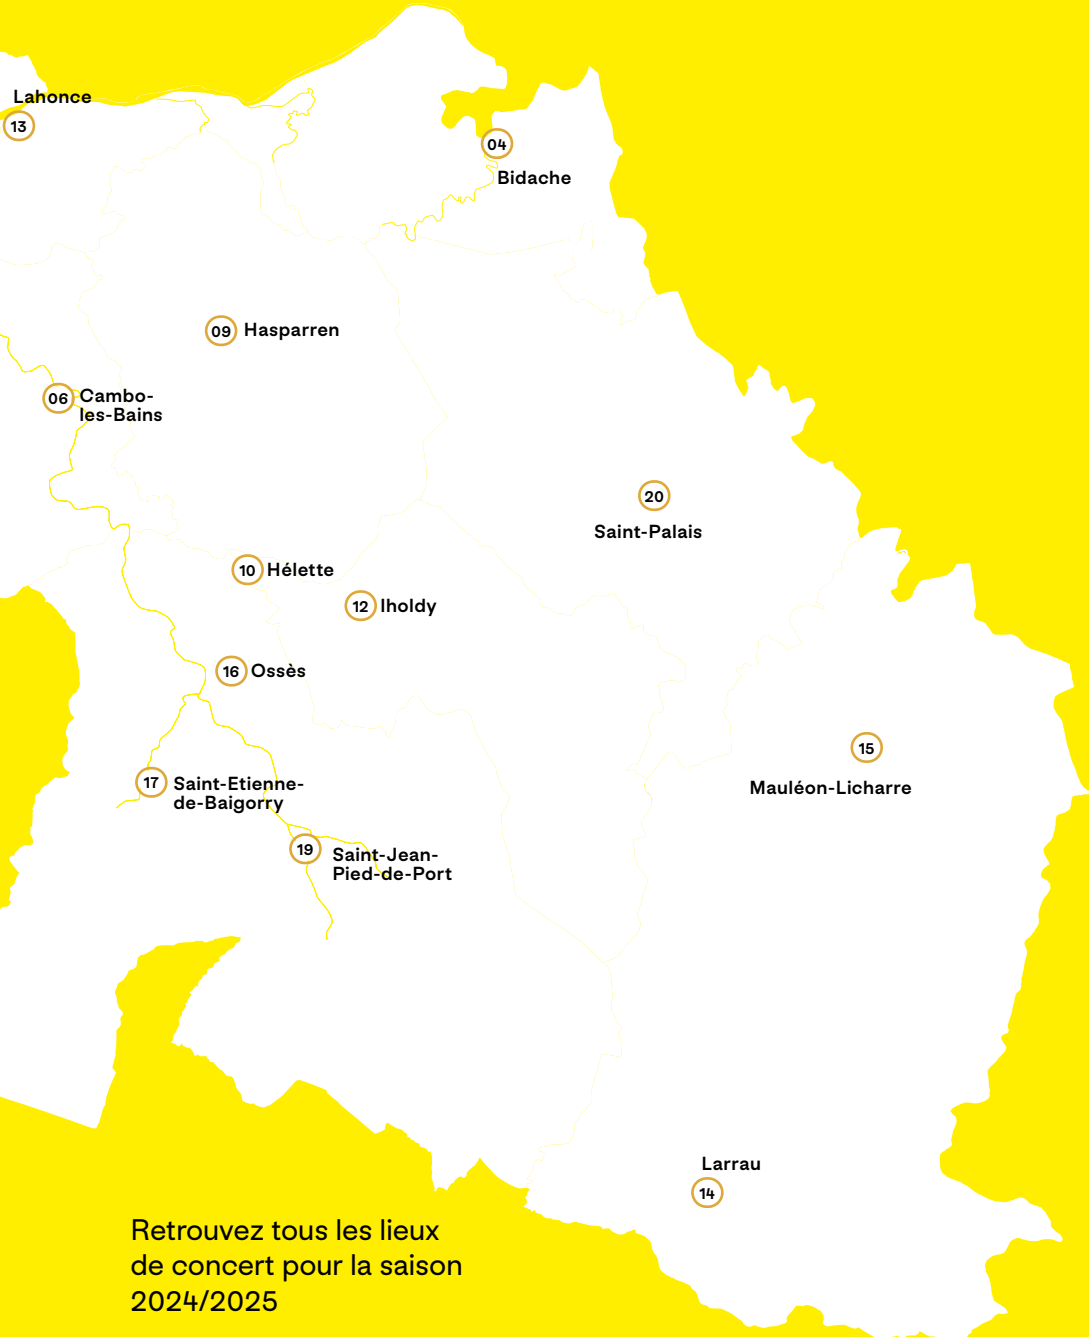 Lahonce
13
04
Bidache
09 Hasparren
06 Cambo-
les-Bains
20
Saint-Palais
10 Hélette
12 Iholdy
16 Ossès
15
Mauléon-Licharre
17 Saint-Etienne-
de-Baigorry
19 Saint-Jean-
Pied-de-Port
Larrau
14
Retrouvez tous les lieux
de concert pour la saison
2024/2025